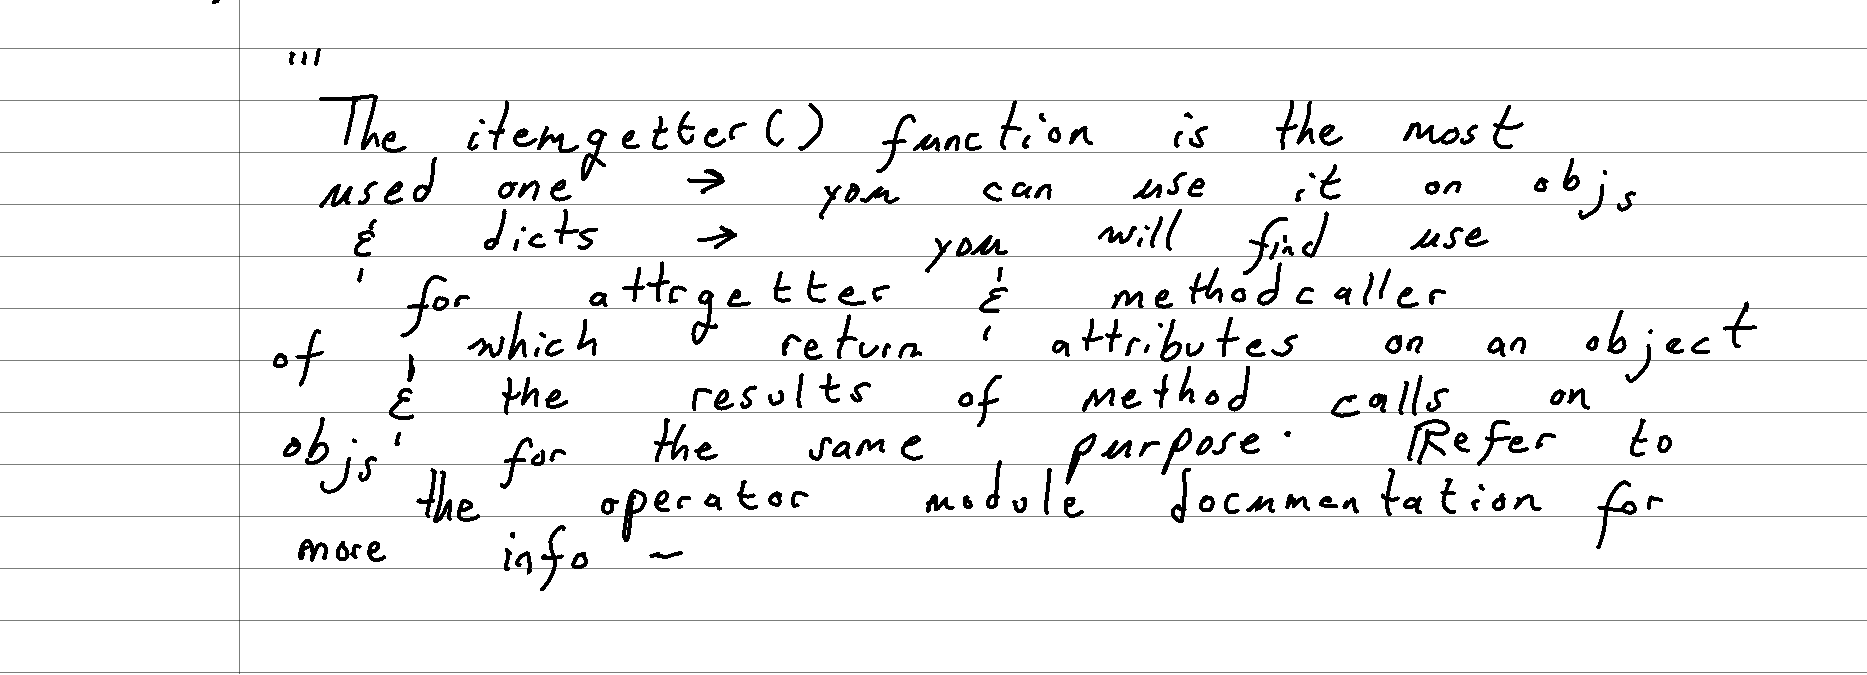 '''
The itemgetter() function is the most
used one → you can use it on objs
& dicts → you will find use
for attrgetter & methodcaller
of which return attributes on an object
& the results of method calls on
objs for the same purpose. Refer to
the operator module documentation for
more info ~